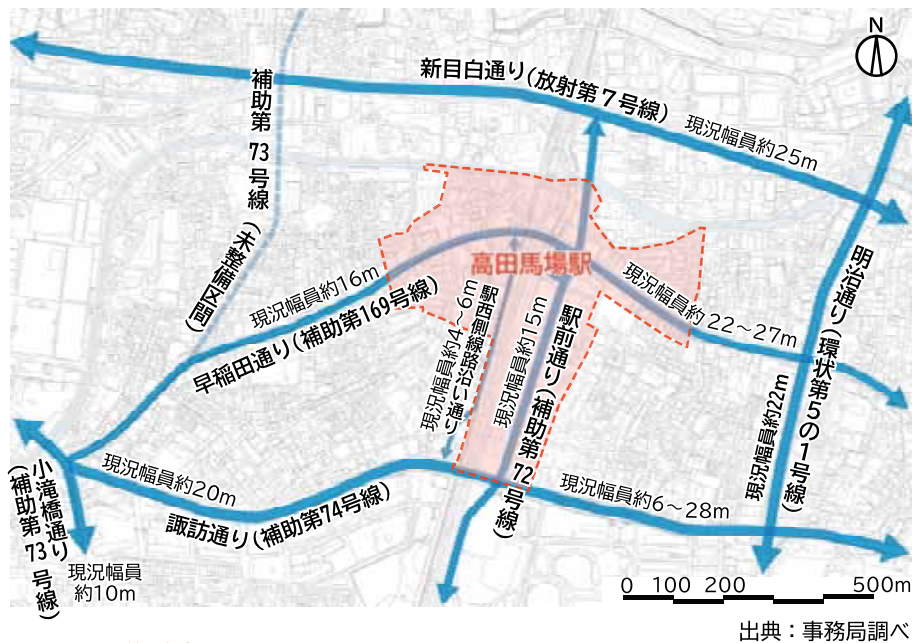 N
新目白通り(放射第7号線)
現況幅員約25m
補助第73号線(未整備区間)
高田馬場駅
現況幅員約16m
早稲田通り(補助第169号線)
現況幅員約22〜27m
駅西側線路沿い通り
現況幅員約4〜6m
現況幅員約15m
駅前通り(補助第72号線)
明治通り(環状第5の1号線)
現況幅員約22m
小滝橋通り
(補助第73号線)
現況幅員
約10m
現況幅員約20m
諏訪通り(補助第74号線)
現況幅員約6〜28m
0 100 200 500m
出典：事務局調べ